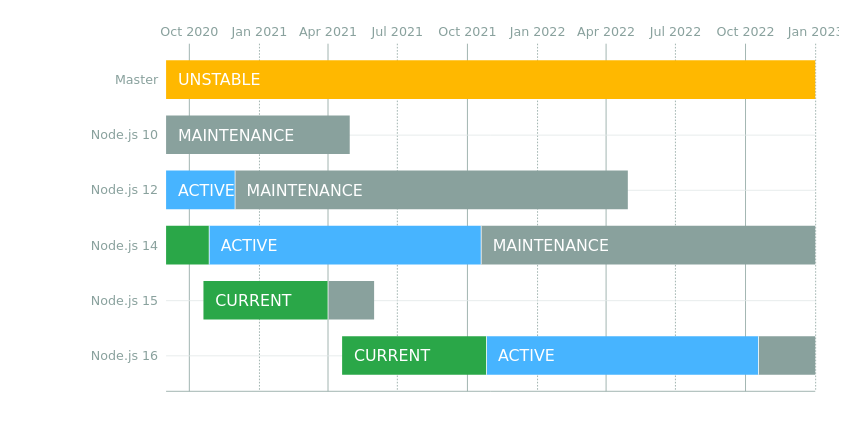 Oct 2020 Jan 2021 Apr 2021 Jul 2021 Oct 2021 Jan 2022 Apr 2022 Jul 2022 Oct 2022 Jan 2023
Master UNSTABLE
Node.js 10 MAINTENANCE
Node.js 12 ACTIVE MAINTENANCE
Node.js 14 ACTIVE MAINTENANCE
Node.js 15 CURRENT
Node.js 16 CURRENT ACTIVE